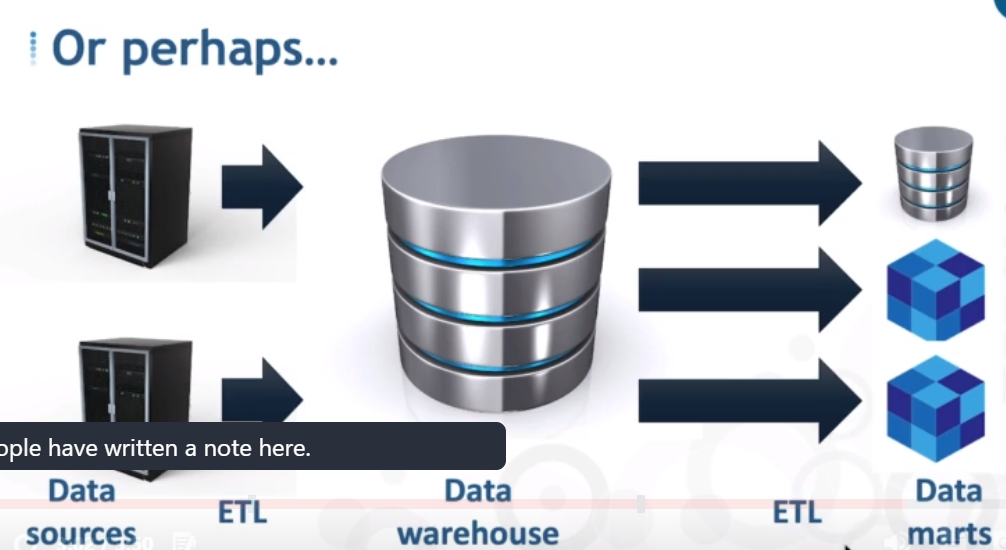 Or perhaps...
ople have written a note here.
Data
sources
ETL
Data
warehouse
ETL
Data
marts